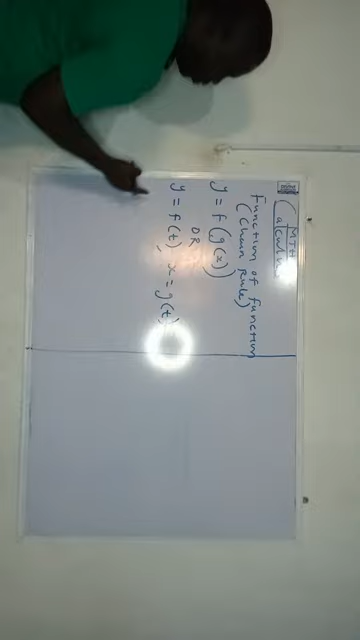 MTH
Calculus
Function of function
(Chain Rule)
y = f(g(x))
OR
y = f(t), x = g(t)